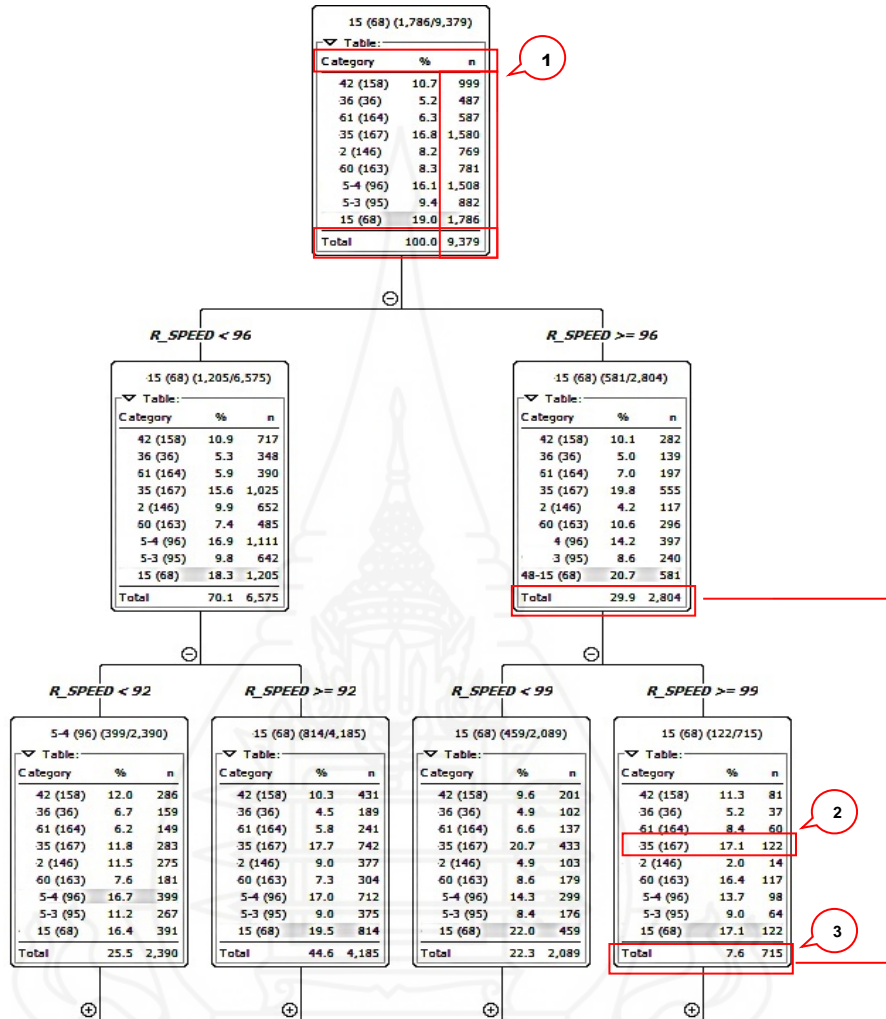 15 (68) (1,786/9,379)
Table:
Category % n
42 (158) 10.7 999
36 (36) 5.2 487
61 (164) 6.3 587
35 (167) 16.8 1,580
2 (146) 8.2 769
60 (163) 8.3 781
5-4 (96) 16.1 1,508
5-3 (95) 9.4 882
15 (68) 19.0 1,786
Total 100.0 9,379
1
R_SPEED < 96
R_SPEED >= 96
15 (68) (1,205/6,575)
Table:
Category % n
42 (158) 10.9 717
36 (36) 5.3 348
61 (164) 5.9 390
35 (167) 15.6 1,025
2 (146) 9.9 652
60 (163) 7.4 485
5-4 (96) 16.9 1,111
5-3 (95) 9.8 642
15 (68) 18.3 1,205
Total 70.1 6,575
15 (68) (581/2,804)
Table:
Category % n
42 (158) 10.1 282
36 (36) 5.0 139
61 (164) 7.0 197
35 (167) 19.8 555
2 (146) 4.2 117
60 (163) 10.6 296
4 (96) 14.2 397
3 (95) 8.6 240
48-15 (68) 20.7 581
Total 29.9 2,804
R_SPEED < 92
R_SPEED >= 92
R_SPEED < 99
R_SPEED >= 99
5-4 (96) (399/2,390)
Table:
Category % n
42 (158) 12.0 286
36 (36) 6.7 159
61 (164) 6.2 149
35 (167) 11.8 283
2 (146) 11.5 275
60 (163) 7.6 181
5-4 (96) 16.7 399
5-3 (95) 11.2 267
15 (68) 16.4 391
Total 25.5 2,390
15 (68) (814/4,185)
Table:
Category % n
42 (158) 10.3 431
36 (36) 4.5 189
61 (164) 5.8 241
35 (167) 17.7 742
2 (146) 9.0 377
60 (163) 7.3 304
5-4 (96) 17.0 712
5-3 (95) 9.0 375
15 (68) 19.5 814
Total 44.6 4,185
15 (68) (459/2,089)
Table:
Category % n
42 (158) 9.6 201
36 (36) 4.9 102
61 (164) 6.6 137
35 (167) 20.7 433
2 (146) 4.9 103
60 (163) 8.6 179
5-4 (96) 14.3 299
5-3 (95) 8.4 176
15 (68) 22.0 459
Total 22.3 2,089
15 (68) (122/715)
Table:
Category % n
42 (158) 11.3 81
36 (36) 5.2 37
61 (164) 8.4 60
35 (167) 17.1 122
2 (146) 2.0 14
60 (163) 16.4 117
5-4 (96) 13.7 98
5-3 (95) 9.0 64
15 (68) 17.1 122
Total 7.6 715
2
3